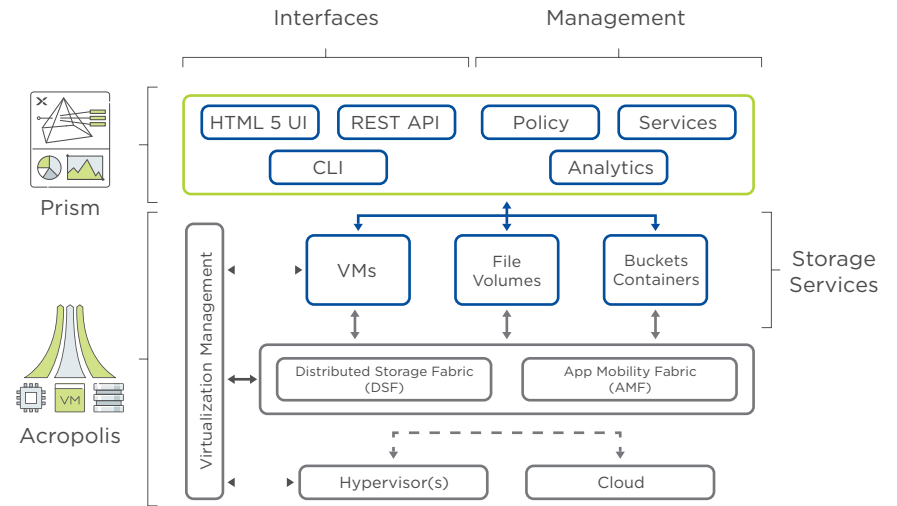 Interfaces
Management
HTML 5 UI
REST API
Policy
Services
CLI
Analytics
Prism
Virtualization Management
VMs
File
Volumes
Buckets
Containers
Storage
Services
Distributed Storage Fabric
(DSF)
App Mobility Fabric
(AMF)
VM
Acropolis
Hypervisor(s)
Cloud